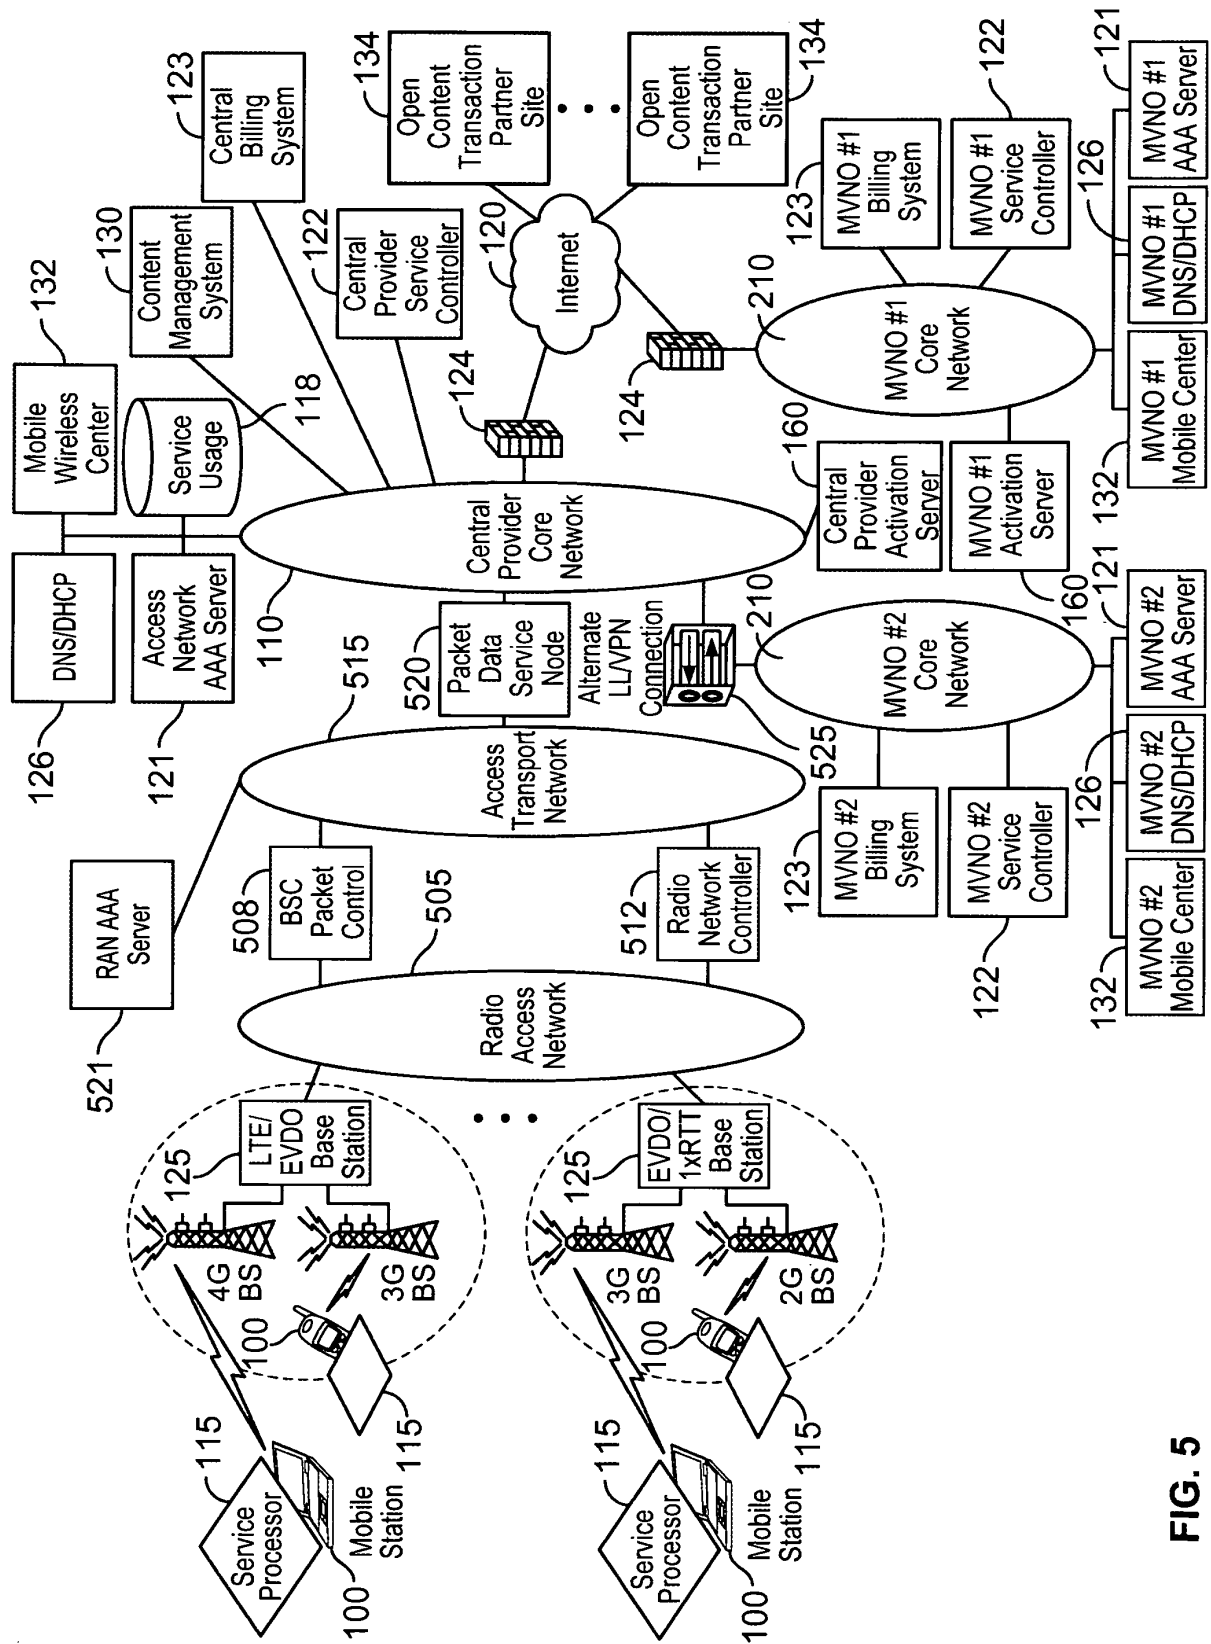 Mobile
Wireless
Center
132
Content
Management
System
130
Central
Billing
System
123
DNS/DHCP
126
Access
Network
AAA Server
121
Service
Usage
118
Central
Provider
Service
Controller
122
Open
Content
Transaction
Partner
Site
134
Open
Content
Transaction
Partner
Site
134
Internet
120
124
124
RAN AAA
Server
521
Service
Processor
115
Mobile
Station
100
100
115
4G
BS
3G
BS
125
LTE/
EVDO
Base
Station
Service
Processor
115
Mobile
Station
100
100
115
3G
BS
2G
BS
125
EVDO/
1xRTT
Base
Station
Radio
Access
Network
505
508
BSC
Packet
Control
512
Radio
Network
Controller
Access
Transport
Network
515
520
Packet
Data
Service
Node
Central
Provider
Core
Network
110
Alternate
LL/VPN
Connection
525
Central
Provider
Activation
Server
160
MVNO #2
Core
Network
210
MVNO #2
Billing
System
123
MVNO #2
Service
Controller
122
MVNO #2
Mobile Center
132
MVNO #2
DNS/DHCP
126
MVNO #2
AAA Server
121
MVNO #1
Core
Network
210
MVNO #1
Activation
Server
160
MVNO #1
Billing
System
123
MVNO #1
Service
Controller
122
MVNO #1
Mobile Center
132
MVNO #1
DNS/DHCP
126
MVNO #1
AAA Server
121
FIG. 5